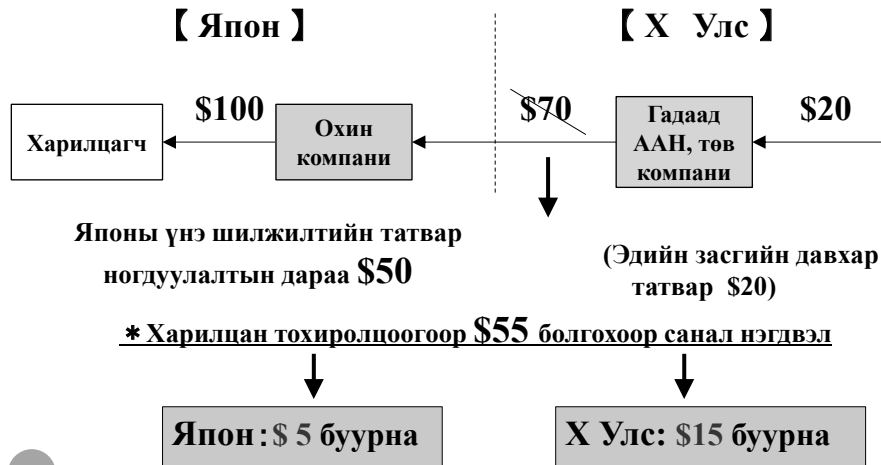 【 Япон 】
【 Х Улс 】
$100
$70
$20
Харилцагч
Охин
компани
Гадаад
ААН, төв
компани
Японы үнэ шилжилтийн татвар
ногдуулалтын дараа $50
(Эдийн засгийн давхар
татвар $20)
* Харилцан тохиролцоогоор $55 болгохоор санал нэгдвэл
Япон: $ 5 буурна
Х Улс: $15 буурна